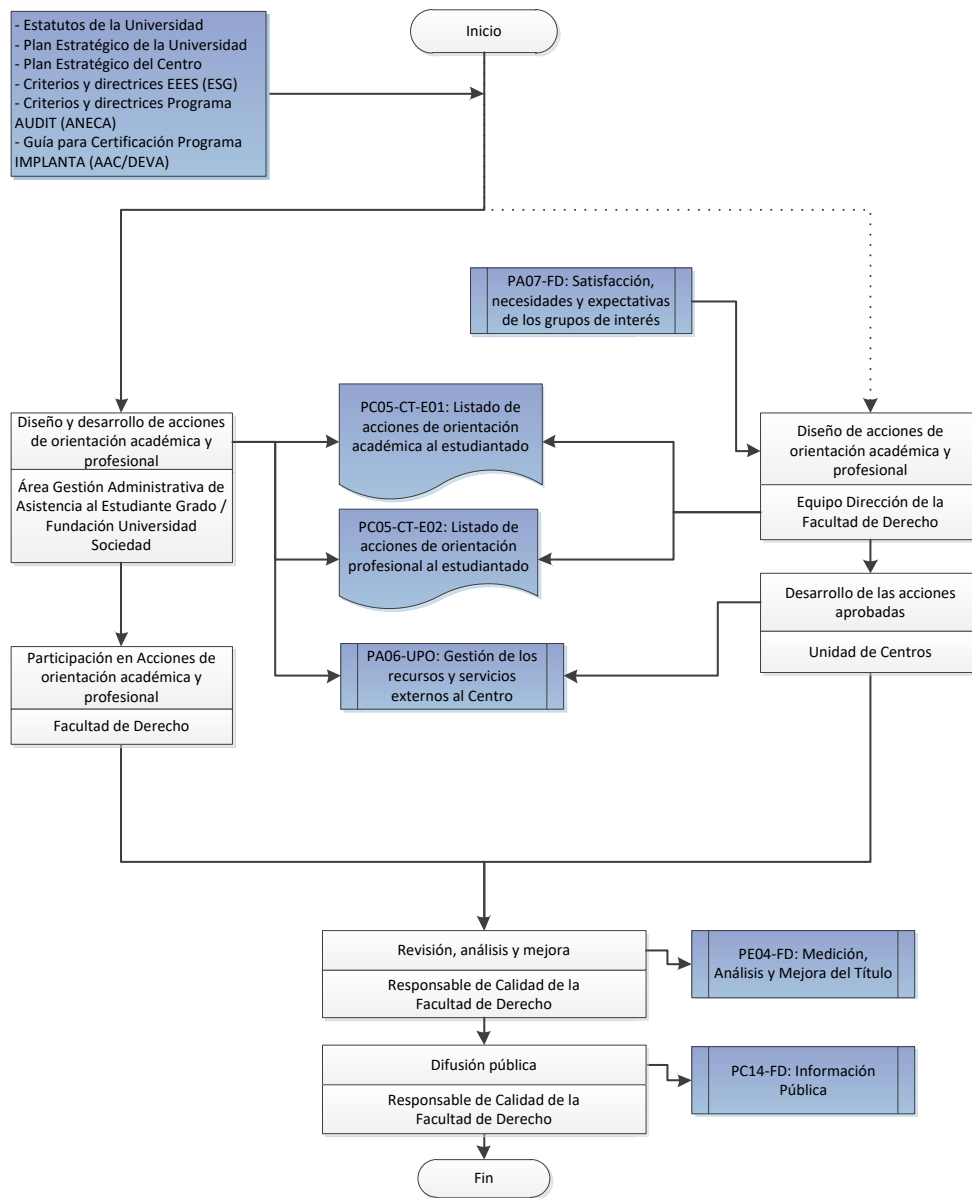 - Estatutos de la Universidad
- Plan Estratégico de la Universidad
- Plan Estratégico del Centro
- Criterios y directrices EEES (ESG)
- Criterios y directrices Programa
AUDIT (ANECA)
- Guía para Certificación Programa
IMPLANTA (AAC/DEVA)
Inicio
PA07-FD: Satisfacción,
necesidades y expectativas
de los grupos de interés
Diseño y desarrollo de acciones
de orientación académica y
profesional
Área Gestión Administrativa de
Asistencia al Estudiante Grado /
Fundación Universidad
Sociedad
PC05-CT-E01: Listado de
acciones de orientación
académica al estudiantado
PC05-CT-E02: Listado de
acciones de orientación
profesional al estudiantado
Diseño de acciones de
orientación académica y
profesional
Equipo Dirección de la
Facultad de Derecho
Desarrollo de las acciones
aprobadas
Unidad de Centros
Participación en Acciones de
orientación académica y
profesional
Facultad de Derecho
PA06-UPO: Gestión de los
recursos y servicios
externos al Centro
Revisión, análisis y mejora
Responsable de Calidad de la
Facultad de Derecho
PE04-FD: Medición,
Análisis y Mejora del Título
Difusión pública
Responsable de Calidad de la
Facultad de Derecho
PC14-FD: Información
Pública
Fin